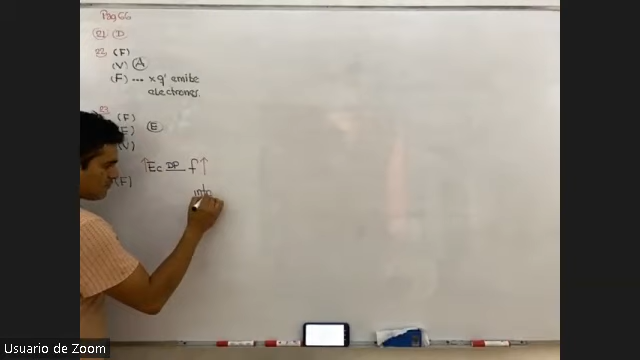 Pag 66
21 D
22 (F)
(V) A
(F) --- x q' emite
electrones.
23 (F)
(F) E
(V)
↑Ec DP f↑
(F)
Usuario de Zoom